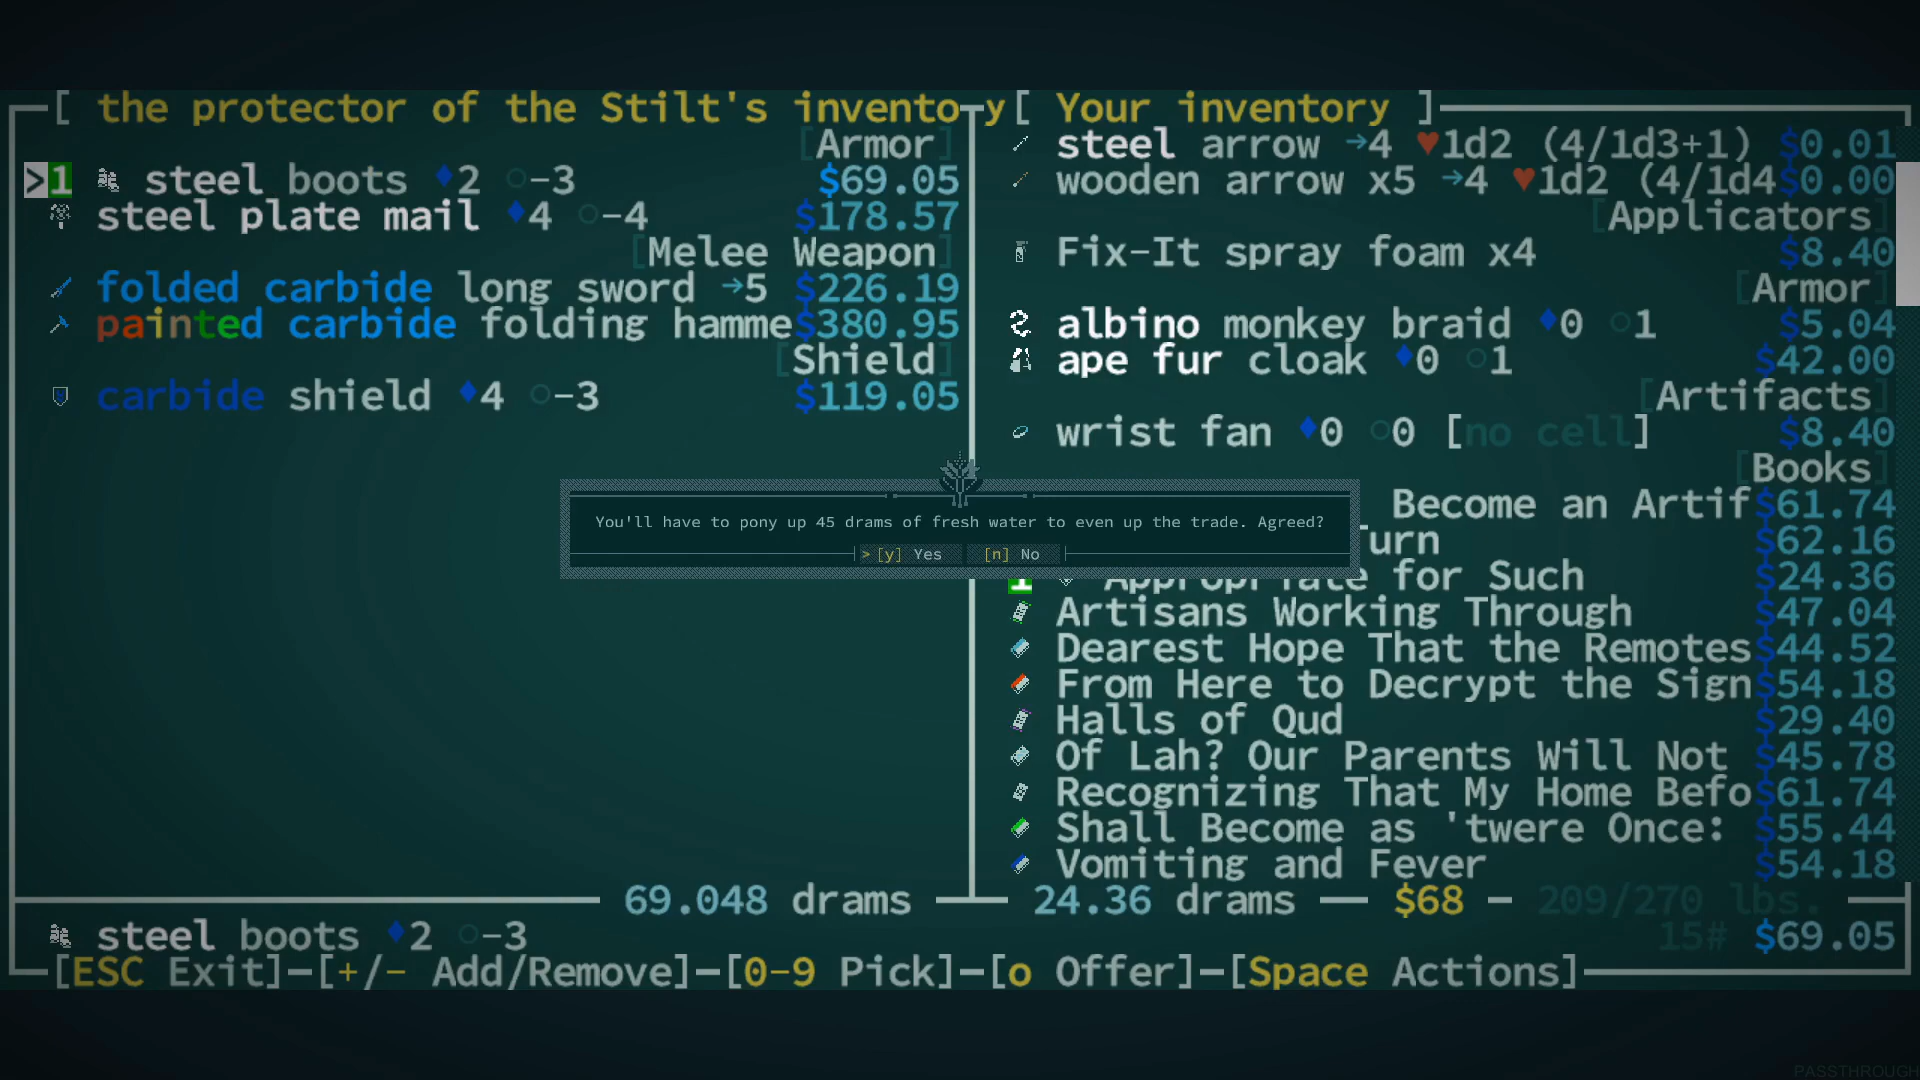 [ the protector of the Stilt's inventory [ Your inventory ]
[Armor]
>1 steel boots ♦2 ○-3 $69.05
steel plate mail ♦4 ○-4 $178.57
[Melee Weapon]
folded carbide long sword →5 $226.19
painted carbide folding hamme $380.95
[Shield]
carbide shield ♦4 ○-3 $119.05
steel arrow →4 ♥1d2 (4/1d3+1) $0.01
wooden arrow x5 →4 ♥1d2 (4/1d4 $0.00
[Applicators]
Fix-It spray foam x4 $8.40
[Armor]
albino monkey braid ♦0 ○1 $5.04
ape fur cloak ♦0 ○1 $42.00
[Artifacts]
wrist fan ♦0 ○0 [no cell] $8.40
[Books]
Become an Artif $61.74
urn $62.16
1 Appropriate for Such $24.36
Artisans Working Through $47.04
Dearest Hope That the Remotes $44.52
From Here to Decrypt the Sign $54.18
Halls of Qud $29.40
Of Lah? Our Parents Will Not $45.78
Recognizing That My Home Befo $61.74
Shall Become as 'twere Once: $55.44
Vomiting and Fever $54.18
You'll have to pony up 45 drams of fresh water to even up the trade. Agreed?
> [y] Yes [n] No
69.048 drams 24.36 drams — $68 — 209/270 lbs.
steel boots ♦2 ○-3 15# $69.05
[ESC Exit]—[+/- Add/Remove]—[0-9 Pick]—[o Offer]—[Space Actions]
PASSTHROUGH